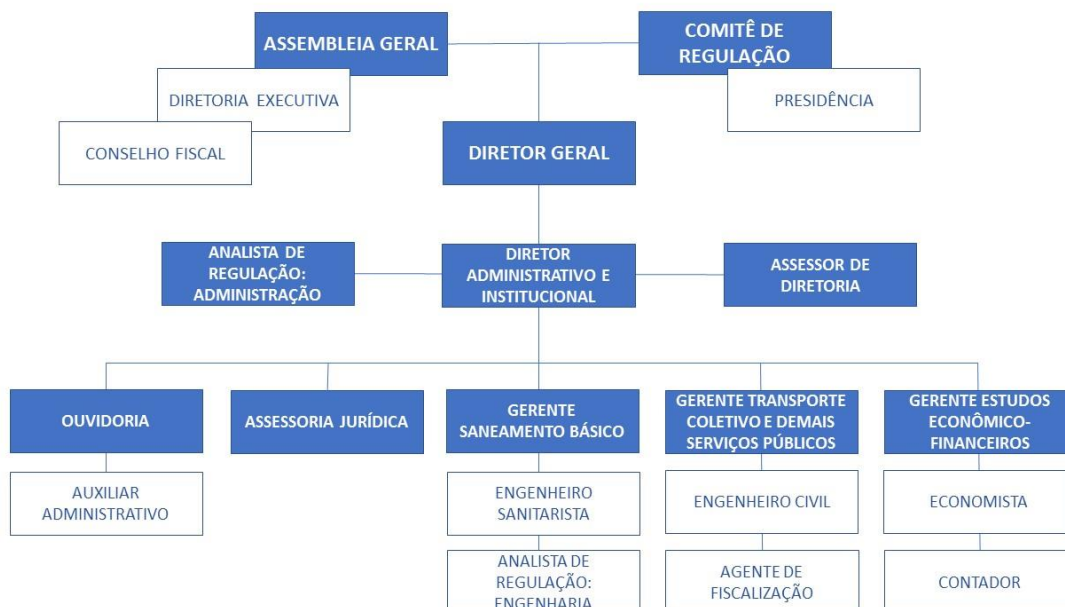 ASSEMBLEIA GERAL
COMITÊ DE
REGULAÇÃO
DIRETORIA EXECUTIVA
PRESIDÊNCIA
CONSELHO FISCAL
DIRETOR GERAL
ANALISTA DE
REGULAÇÃO:
ADMINISTRAÇÃO
DIRETOR
ADMINISTRATIVO E
INSTITUCIONAL
ASSESSOR DE
DIRETORIA
OUVIDORIA
ASSESSORIA JURÍDICA
GERENTE
SANEAMENTO BÁSICO
GERENTE TRANSPORTE
COLETIVO E DEMAIS
SERVIÇOS PÚBLICOS
GERENTE ESTUDOS
ECONÔMICO-
FINANCEIROS
AUXILIAR
ADMINISTRATIVO
ENGENHEIRO
SANITARISTA
ENGENHEIRO CIVIL
ECONOMISTA
ANALISTA DE
REGULAÇÃO:
ENGENHARIA
AGENTE DE
FISCALIZAÇÃO
CONTADOR